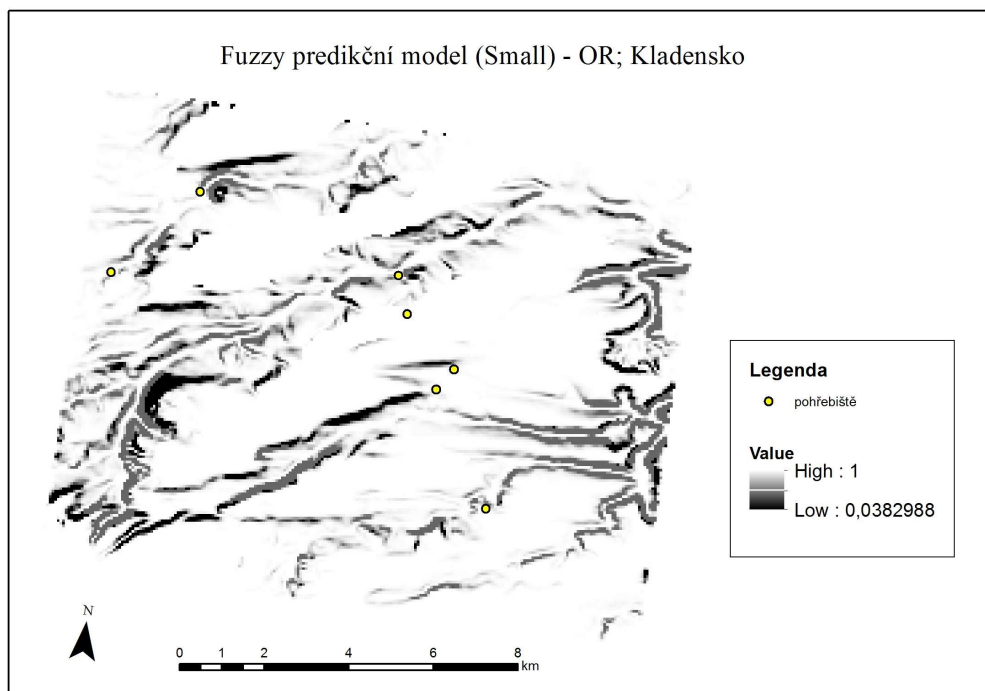 Fuzzy predikční model (Small) - OR; Kladensko
Legenda
pohřebiště
Value
High : 1
Low : 0,0382988
N
0 1 2 4 6 8
km